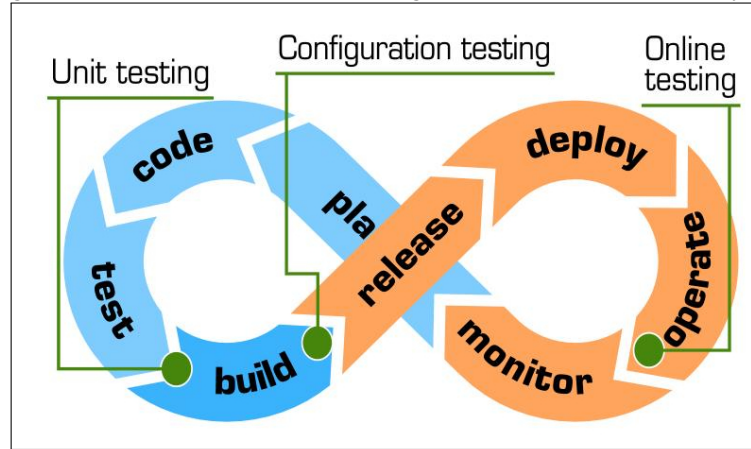 Unit testing
Configuration testing
Online
testing
code
pla
test
build
release
deploy
operate
monitor